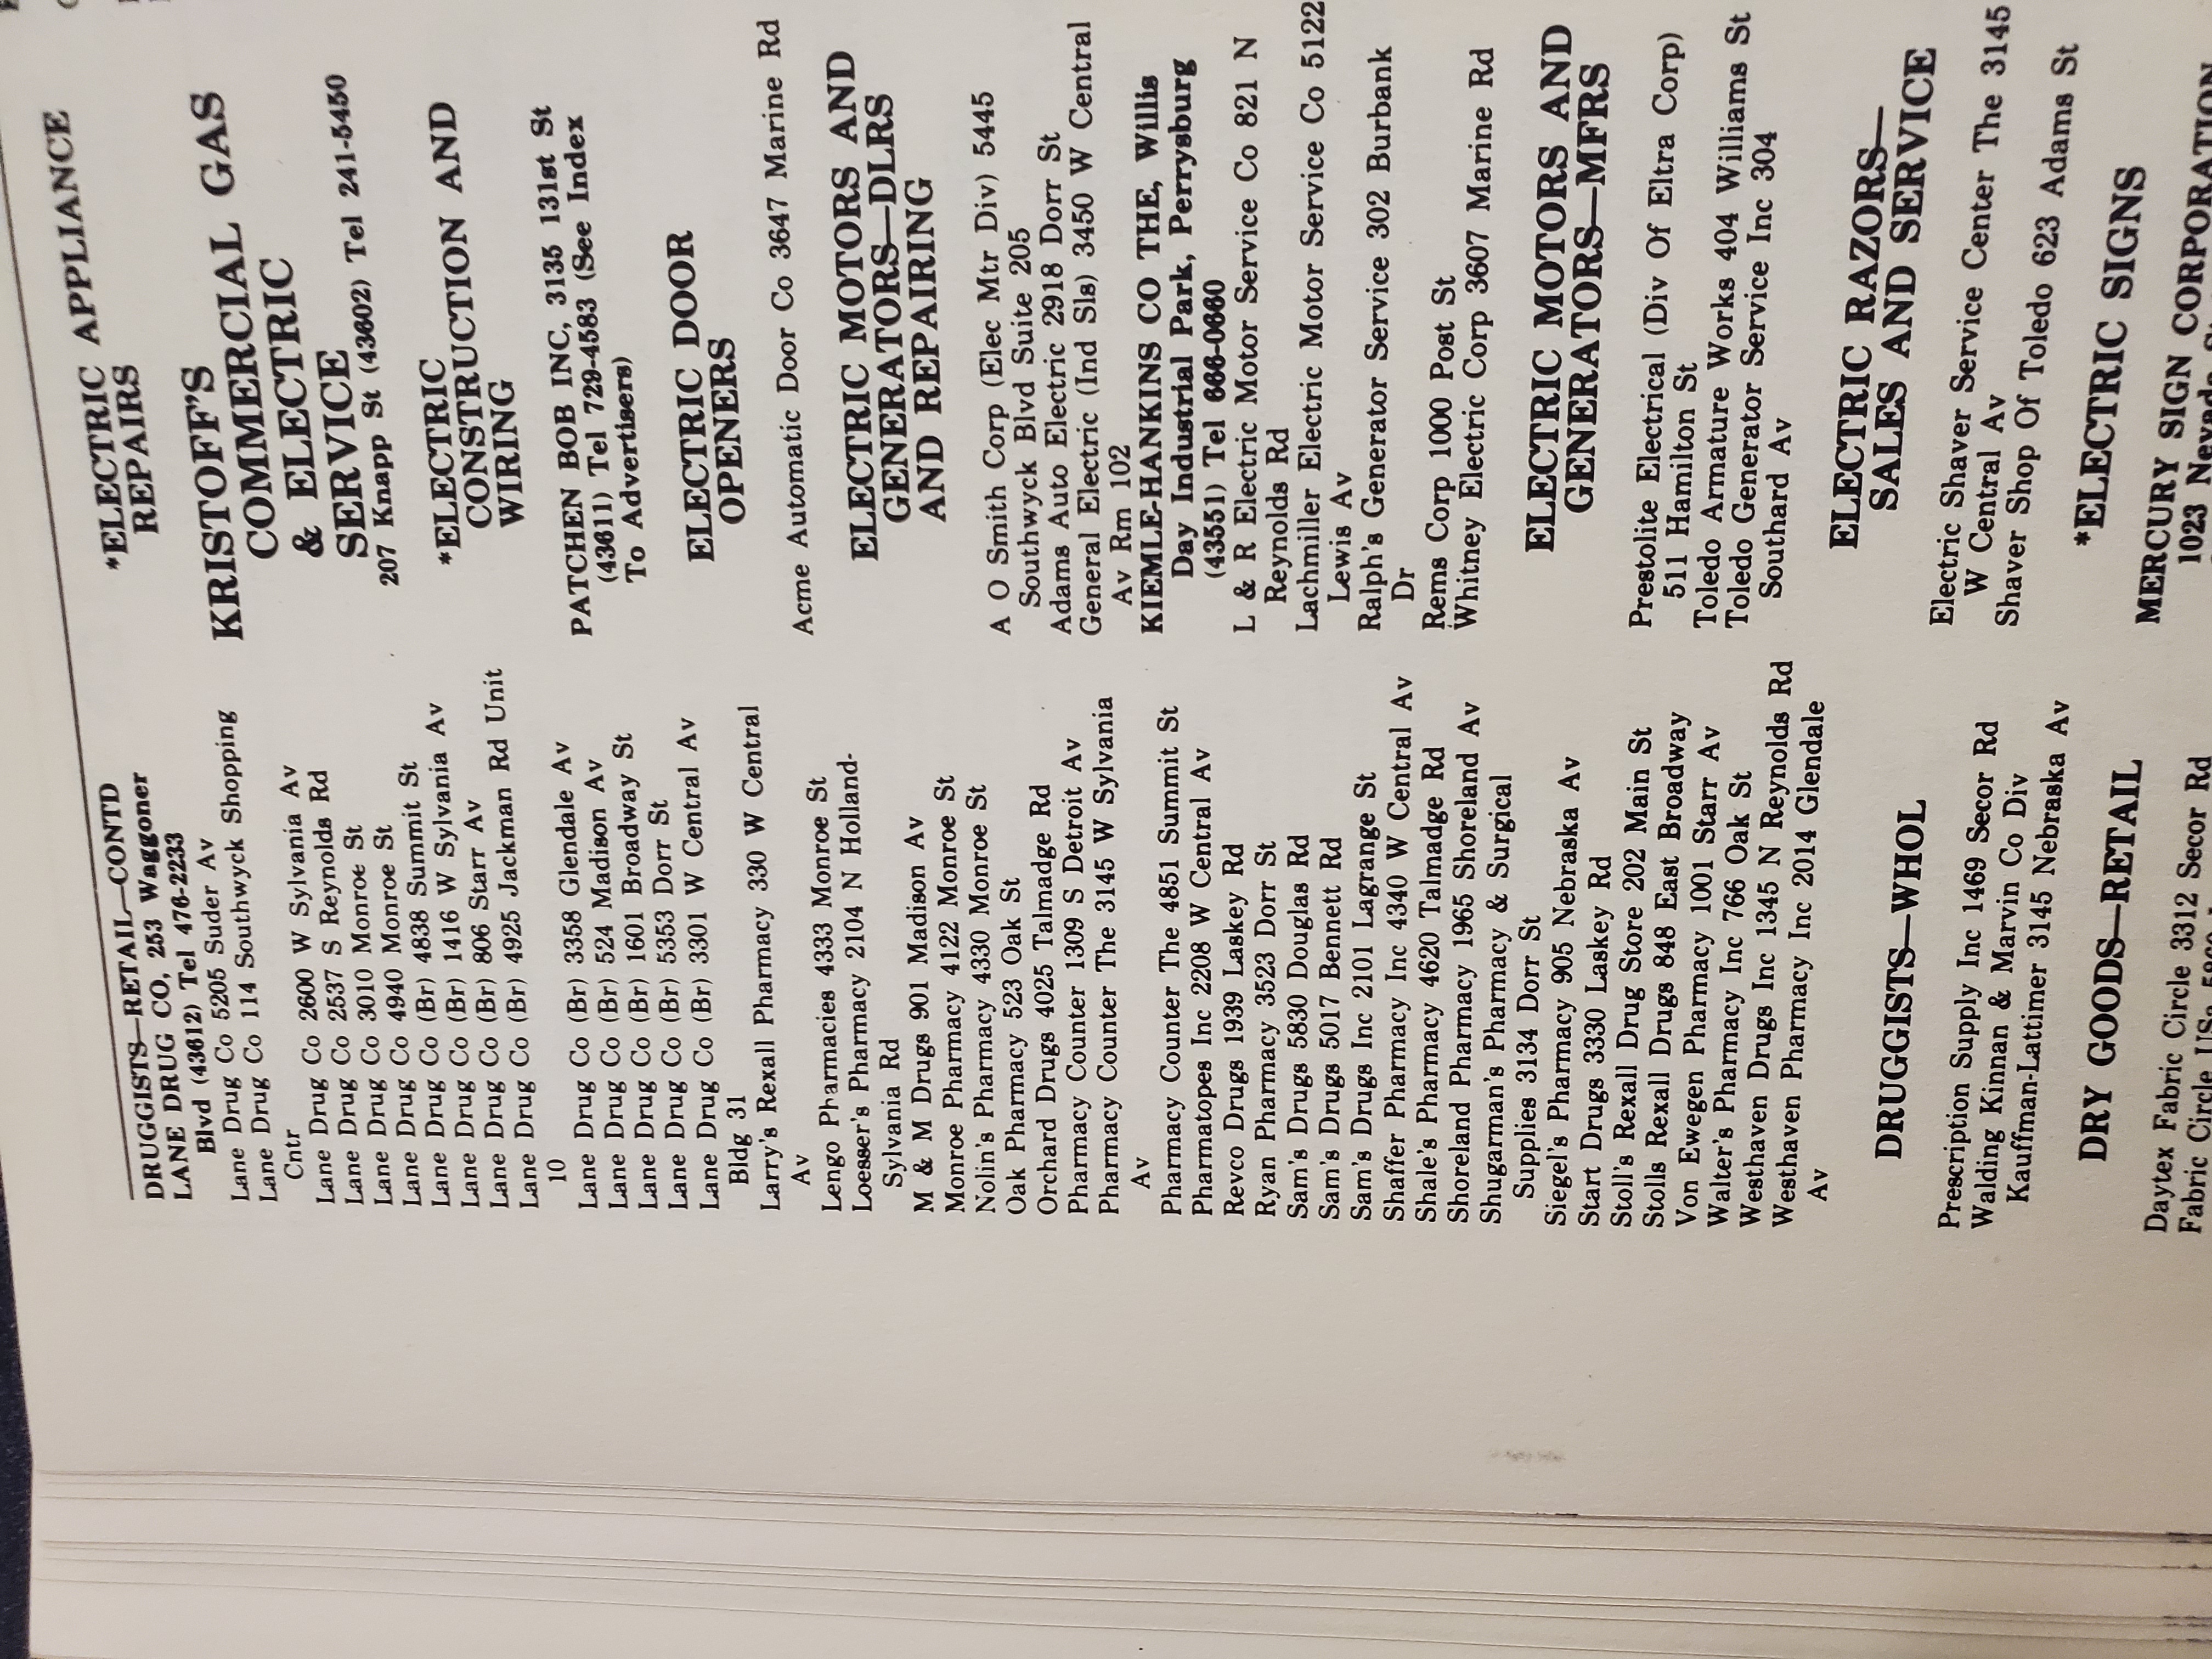 DRUGGISTS—RETAIL—CONTD
LANE DRUG CO, 253 Waggoner
Blvd (43612) Tel 476-2233
Lane Drug Co 5205 Suder Av
Lane Drug Co 114 Southwyck Shopping
Cntr
Lane Drug Co 2600 W Sylvania Av
Lane Drug Co 2537 S Reynolds Rd
Lane Drug Co 3010 Monroe St
Lane Drug Co 4940 Monroe St
Lane Drug Co (Br) 4838 Summit St
Lane Drug Co (Br) 1416 W Sylvania Av
Lane Drug Co (Br) 806 Starr Av
Lane Drug Co (Br) 4925 Jackman Rd Unit
10
Lane Drug Co (Br) 3358 Glendale Av
Lane Drug Co (Br) 524 Madison Av
Lane Drug Co (Br) 1601 Broadway St
Lane Drug Co (Br) 5353 Dorr St
Lane Drug Co (Br) 3301 W Central Av
Bldg 31
Larry's Rexall Pharmacy 330 W Central
Av
Lengo Pharmacies 4333 Monroe St
Loesser's Pharmacy 2104 N Holland-
Sylvania Rd
M & M Drugs 901 Madison Av
Monroe Pharmacy 4122 Monroe St
Nolin's Pharmacy 4330 Monroe St
Oak Pharmacy 523 Oak St
Orchard Drugs 4025 Talmadge Rd
Pharmacy Counter 1309 S Detroit Av
Pharmacy Counter The 3145 W Sylvania
Av
Pharmacy Counter The 4851 Summit St
Pharmatopes Inc 2208 W Central Av
Revco Drugs 1939 Laskey Rd
Ryan Pharmacy 3523 Dorr St
Sam's Drugs 5830 Douglas Rd
Sam's Drugs 5017 Bennett Rd
Sam's Drugs Inc 2101 Lagrange St
Shaffer Pharmacy Inc 4340 W Central Av
Shale's Pharmacy 4620 Talmadge Rd
Shoreland Pharmacy 1965 Shoreland Av
Shugarman's Pharmacy & Surgical
Supplies 3134 Dorr St
Siegel's Pharmacy 905 Nebraska Av
Start Drugs 3330 Laskey Rd
Stoll's Rexall Drug Store 202 Main St
Stolls Rexall Drugs 848 East Broadway
Von Ewegen Pharmacy 1001 Starr Av
Walter's Pharmacy Inc 766 Oak St
Westhaven Drugs Inc 1345 N Reynolds Rd
Westhaven Pharmacy Inc 2014 Glendale
Av
DRUGGISTS—WHOL
Prescription Supply Inc 1469 Secor Rd
Walding Kinnan & Marvin Co Div
Kauffman-Lattimer 3145 Nebraska Av
DRY GOODS—RETAIL
Daytex Fabric Circle 3312 Secor Rd
Fabric Circle
*ELECTRIC APPLIANCE
REPAIRS
KRISTOFF'S
COMMERCIAL GAS
& ELECTRIC
SERVICE
207 Knapp St (43602) Tel 241-5450
*ELECTRIC
CONSTRUCTION AND
WIRING
PATCHEN BOB INC, 3135 131st St
(43611) Tel 729-4583 (See Index
To Advertisers)
ELECTRIC DOOR
OPENERS
Acme Automatic Door Co 3647 Marine Rd
ELECTRIC MOTORS AND
GENERATORS—DLRS
AND REPAIRING
A O Smith Corp (Elec Mtr Div) 5445
Southwyck Blvd Suite 205
Adams Auto Electric 2918 Dorr St
General Electric (Ind Sls) 3450 W Central
Av Rm 102
KIEMLE-HANKINS CO THE, Willis
Day Industrial Park, Perrysburg
(43551) Tel 666-0660
L & R Electric Motor Service Co 821 N
Reynolds Rd
Lachmiller Electric Motor Service Co 5122
Lewis Av
Ralph's Generator Service 302 Burbank
Dr
Rems Corp 1000 Post St
Whitney Electric Corp 3607 Marine Rd
ELECTRIC MOTORS AND
GENERATORS—MFRS
Prestolite Electrical (Div Of Eltra Corp)
511 Hamilton St
Toledo Armature Works 404 Williams St
Toledo Generator Service Inc 304
Southard Av
ELECTRIC RAZORS—
SALES AND SERVICE
Electric Shaver Service Center The 3145
W Central Av
Shaver Shop Of Toledo 623 Adams St
*ELECTRIC SIGNS
MERCURY SIGN CORPORATION
1023 Nevada